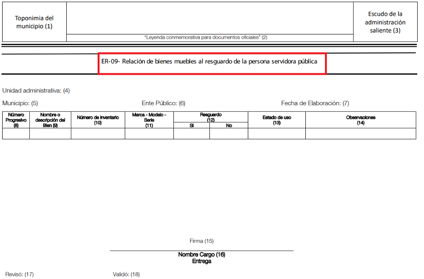 Toponimia del
municipio (1)
Escudo de la
administración
saliente (3)
"Leyenda conmemorativa para documentos oficiales" (2)
ER-09- Relación de bienes muebles al resguardo de la persona servidora pública
Unidad administrativa: (4)
Municipio: (5) Ente Público: (6) Fecha de Elaboración: (7)
Número
Progresivo
(8)
Nombre o
descripción del
Bien (9)
Número de Inventario
(10)
Marca - Modelo -
Serie
(11)
Resguardo
(12)
Si No
Estado de uso
(13)
Observaciones
(14)
Firma (15)
Nombre Cargo (16)
Entrega
Revisó: (17) Validó: (18)